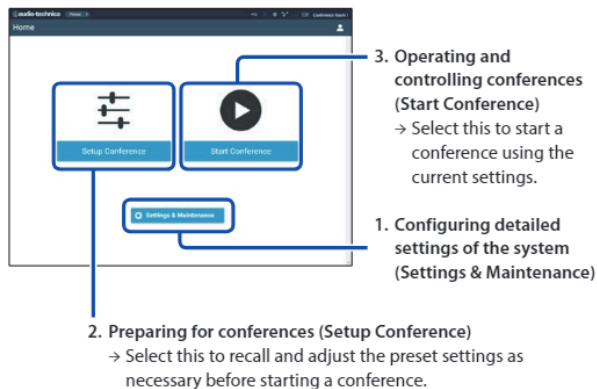 audio-technica
Home
Setup Conference
Start Conference
Settings & Maintenance
3. Operating and
controlling conferences
(Start Conference)
→ Select this to start a
conference using the
current settings.
1. Configuring detailed
settings of the system
(Settings & Maintenance)
2. Preparing for conferences (Setup Conference)
→ Select this to recall and adjust the preset settings as
necessary before starting a conference.